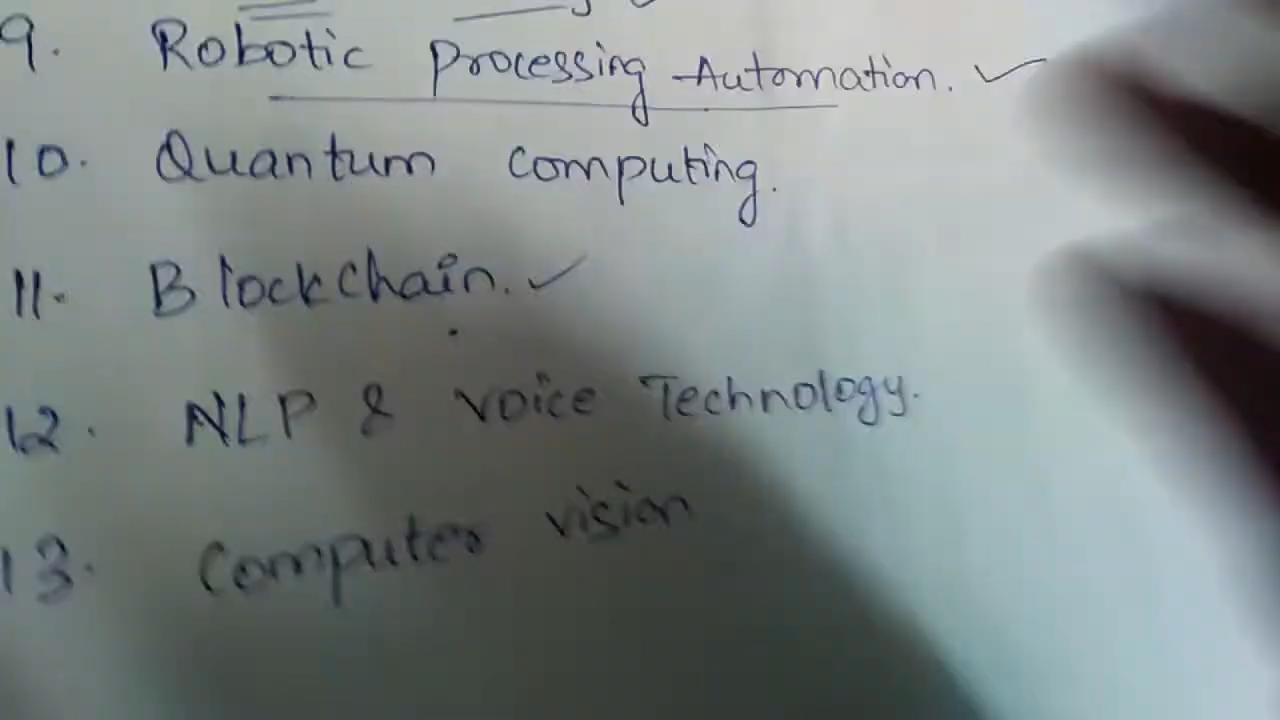 9. Robotic Processing Automation. ✓
10. Quantum computing.
11. Blockchain. ✓
12. NLP & voice Technology.
13. Computer vision